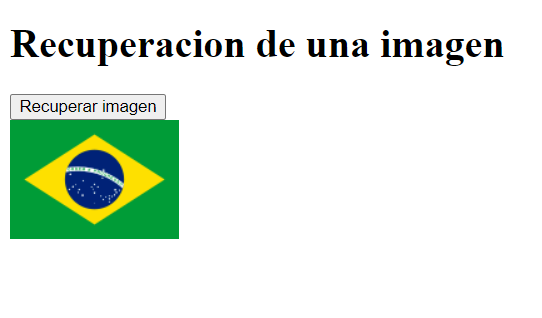 Recuperacion de una imagen
Recuperar imagen